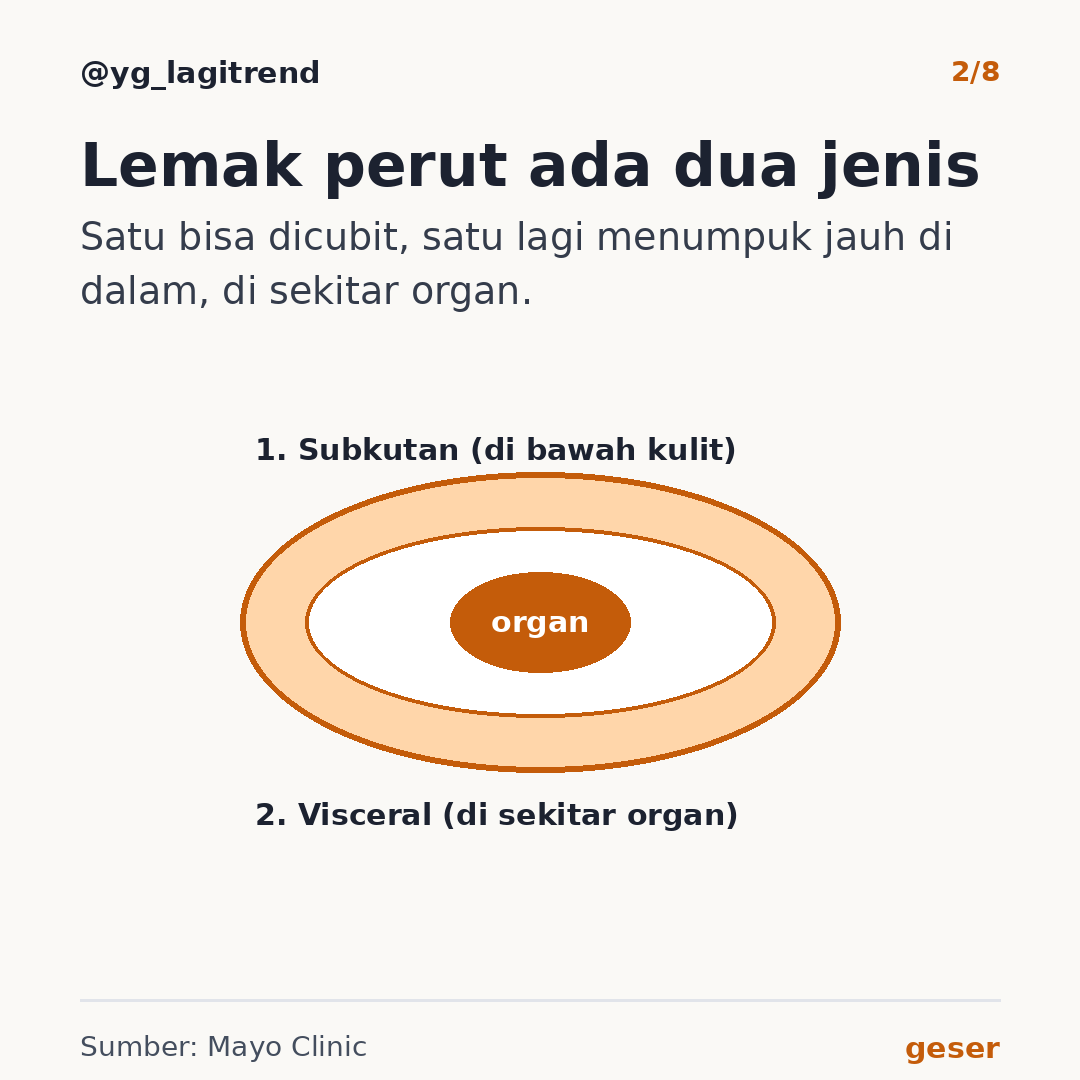 @yg_lagitrend
2/8
Lemak perut ada dua jenis
Satu bisa dicubit, satu lagi menumpuk jauh di
dalam, di sekitar organ.
1. Subkutan (di bawah kulit)
organ
2. Visceral (di sekitar organ)
Sumber: Mayo Clinic
geser